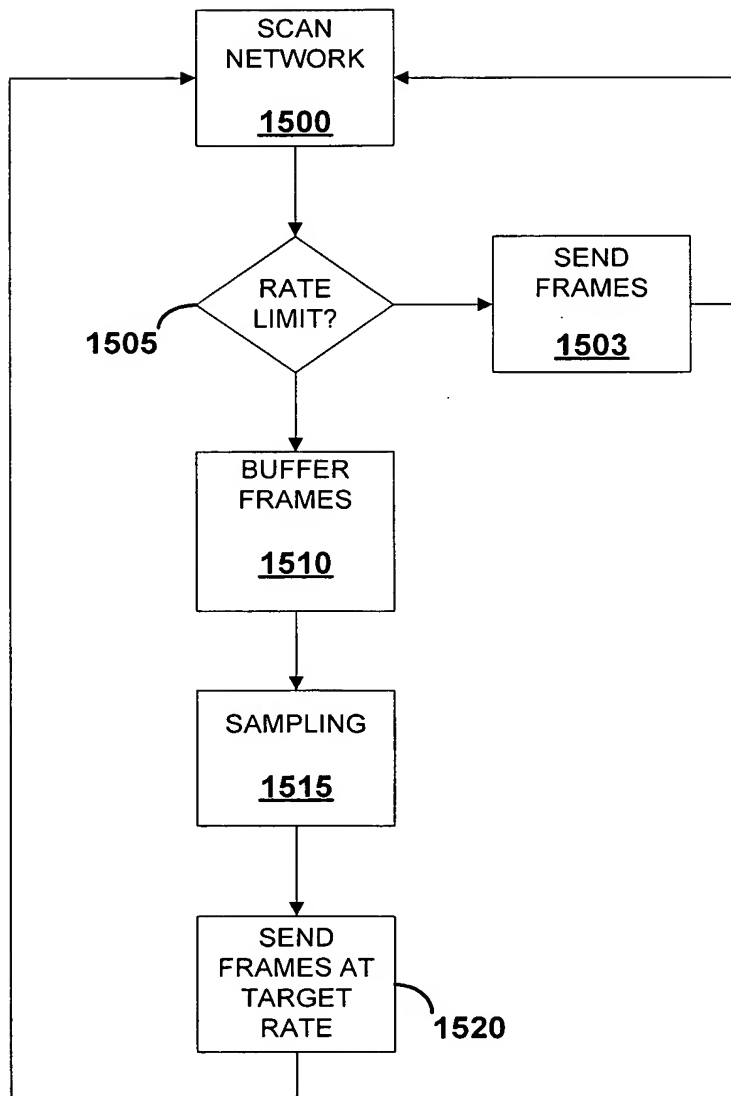 SCAN
NETWORK
1500
RATE
LIMIT?
1505
SEND
FRAMES
1503
BUFFER
FRAMES
1510
SAMPLING
1515
SEND
FRAMES AT
TARGET
RATE
1520